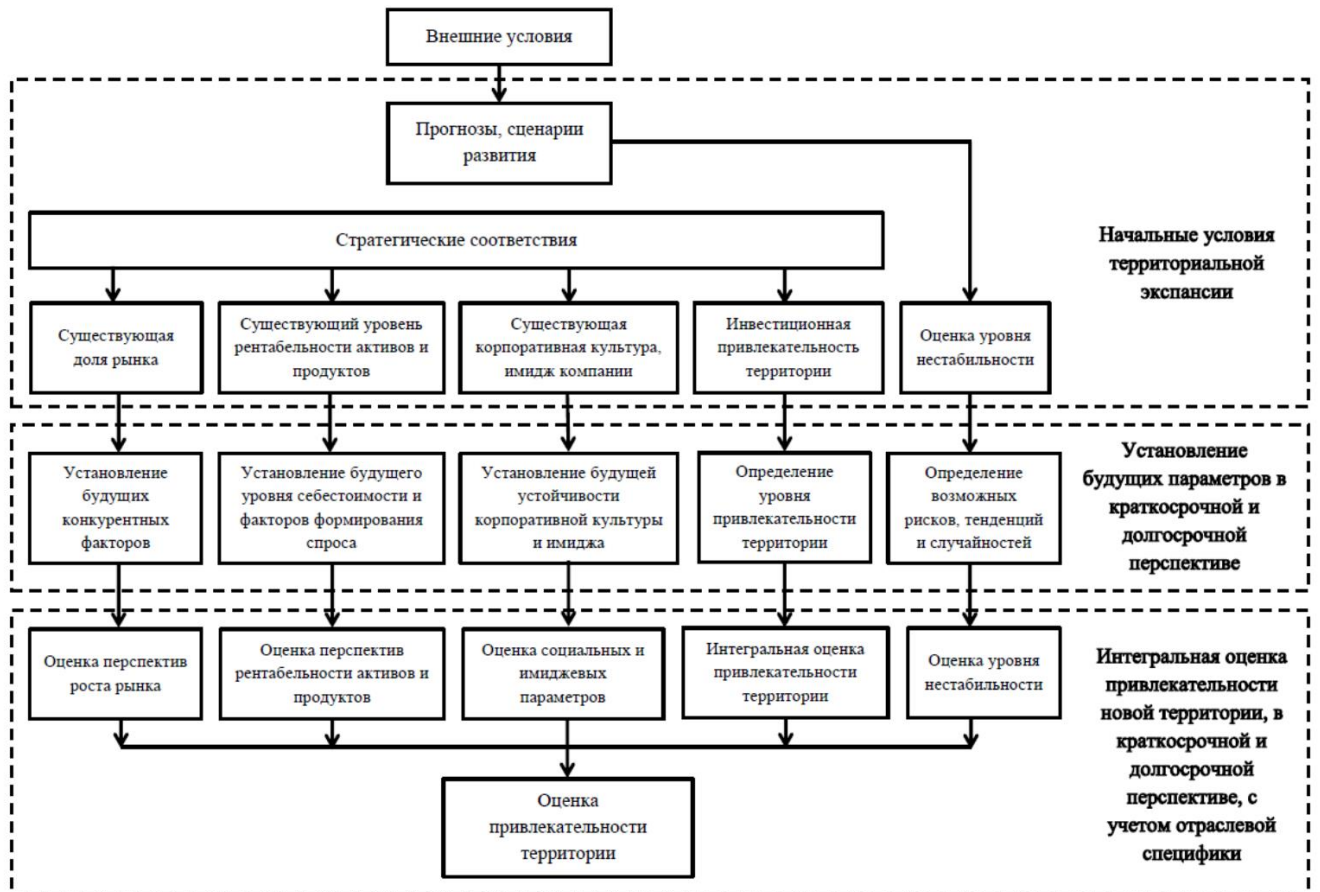 Внешние условия
Прогнозы, сценарии
развития
Стратегические соответствия
Существующая
доля рынка
Существующий уровень
рентабельности активов и
продуктов
Существующая
корпоративная культура,
имидж компании
Инвестиционная
привлекательность
территории
Оценка уровня
нестабильности
Начальные условия
территориальной
экспансии
Установление
будущих
конкурентных
факторов
Установление будущего
уровня себестоимости и
факторов формирования
спроса
Установление будущей
устойчивости
корпоративной культуры
и имиджа
Определение
уровня
привлекательности
территории
Определение
возможных
рисков, тенденций
и случайностей
Установление
будущих параметров в
краткосрочной и
долгосрочной
перспективе
Оценка перспектив
роста рынка
Оценка перспектив
рентабельности активов и
продуктов
Оценка социальных и
имиджевых
параметров
Интегральная оценка
привлекательности
территории
Оценка уровня
нестабильности
Интегральная оценка
привлекательности
новой территории, в
краткосрочной и
долгосрочной
перспективе, с
учетом отраслевой
специфики
Оценка
привлекательности
территории